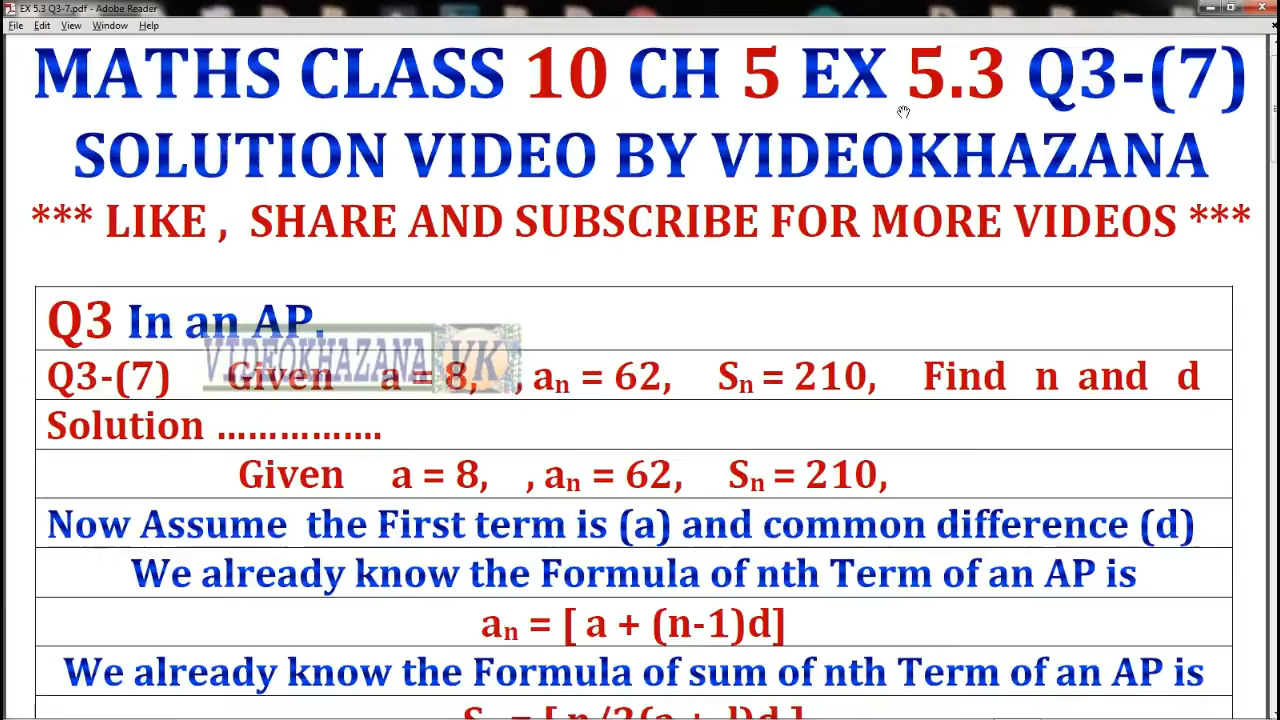 EX 5.3 Q3-7.pdf - Adobe Reader
File Edit View Window Help
MATHS CLASS 10 CH 5 EX 5.3 Q3-(7)
SOLUTION VIDEO BY VIDEOKHAZANA
*** LIKE , SHARE AND SUBSCRIBE FOR MORE VIDEOS ***
Q3 In an AP.
VIDEOKHAZANA VK
Q3-(7) Given a = 8, , an = 62, Sn = 210, Find n and d
Solution ................
Given a = 8, , an = 62, Sn = 210,
Now Assume the First term is (a) and common difference (d)
We already know the Formula of nth Term of an AP is
an = [ a + (n-1)d]
We already know the Formula of sum of nth Term of an AP is